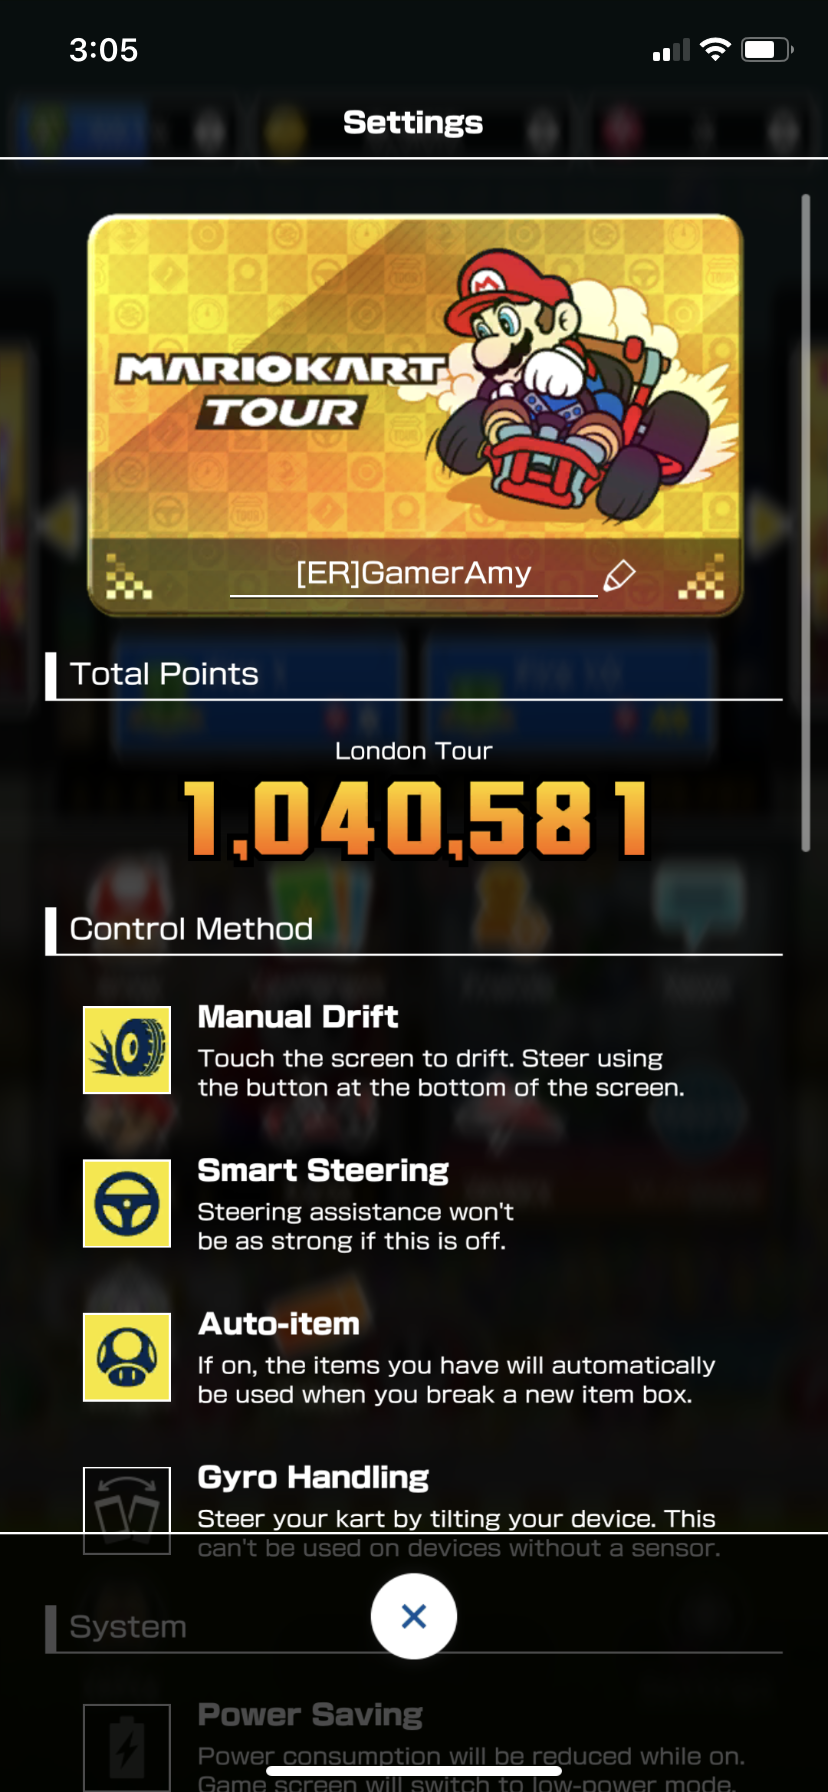 3:05
Settings
MARIOKART
TOUR
[ER]GamerAmy
Total Points
London Tour
1,040,581
Control Method
Manual Drift
Touch the screen to drift. Steer using
the button at the bottom of the screen.
Smart Steering
Steering assistance won't
be as strong if this is off.
Auto-item
If on, the items you have will automatically
be used when you break a new item box.
Gyro Handling
Steer your kart by tilting your device. This
can't be used on devices without a sensor.
System
Power Saving
Power consumption will be reduced while on.
Game screen will switch to low-power mode.